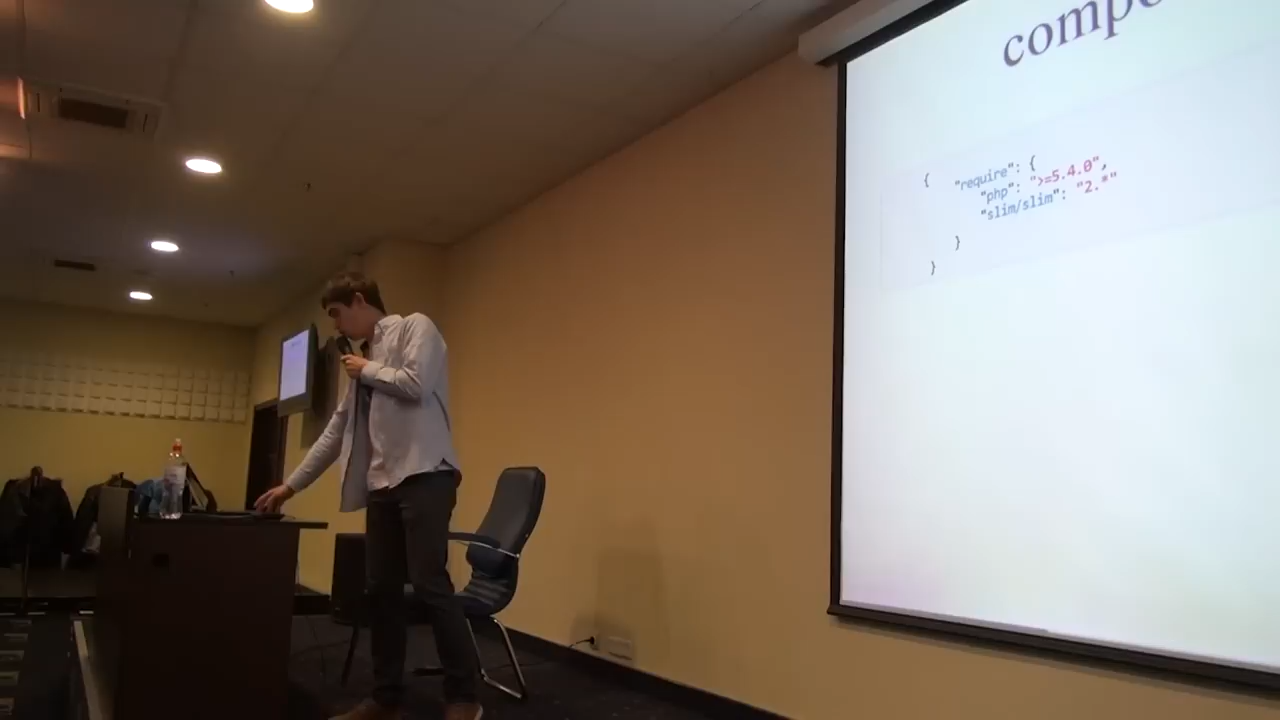 compo
{ "require": {
"php": ">=5.4.0",
"slim/slim": "2.*"
}
}